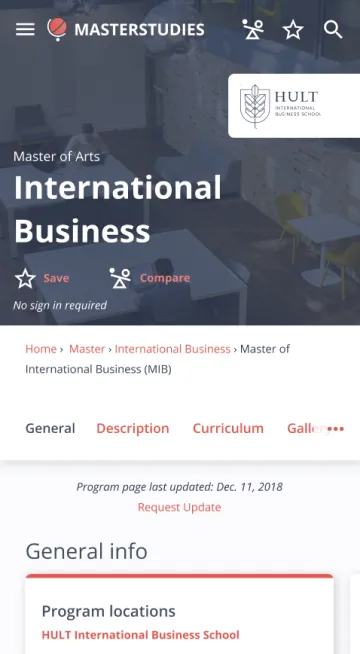 MASTERSTUDIES
HULT
INTERNATIONAL
BUSINESS SCHOOL
Master of Arts
International
Business
Save
Compare
No sign in required
Home › Master › International Business › Master of
International Business (MIB)
General Description Curriculum Gallery
Program page last updated: Dec. 11, 2018
Request Update
General info
Program locations
HULT International Business School